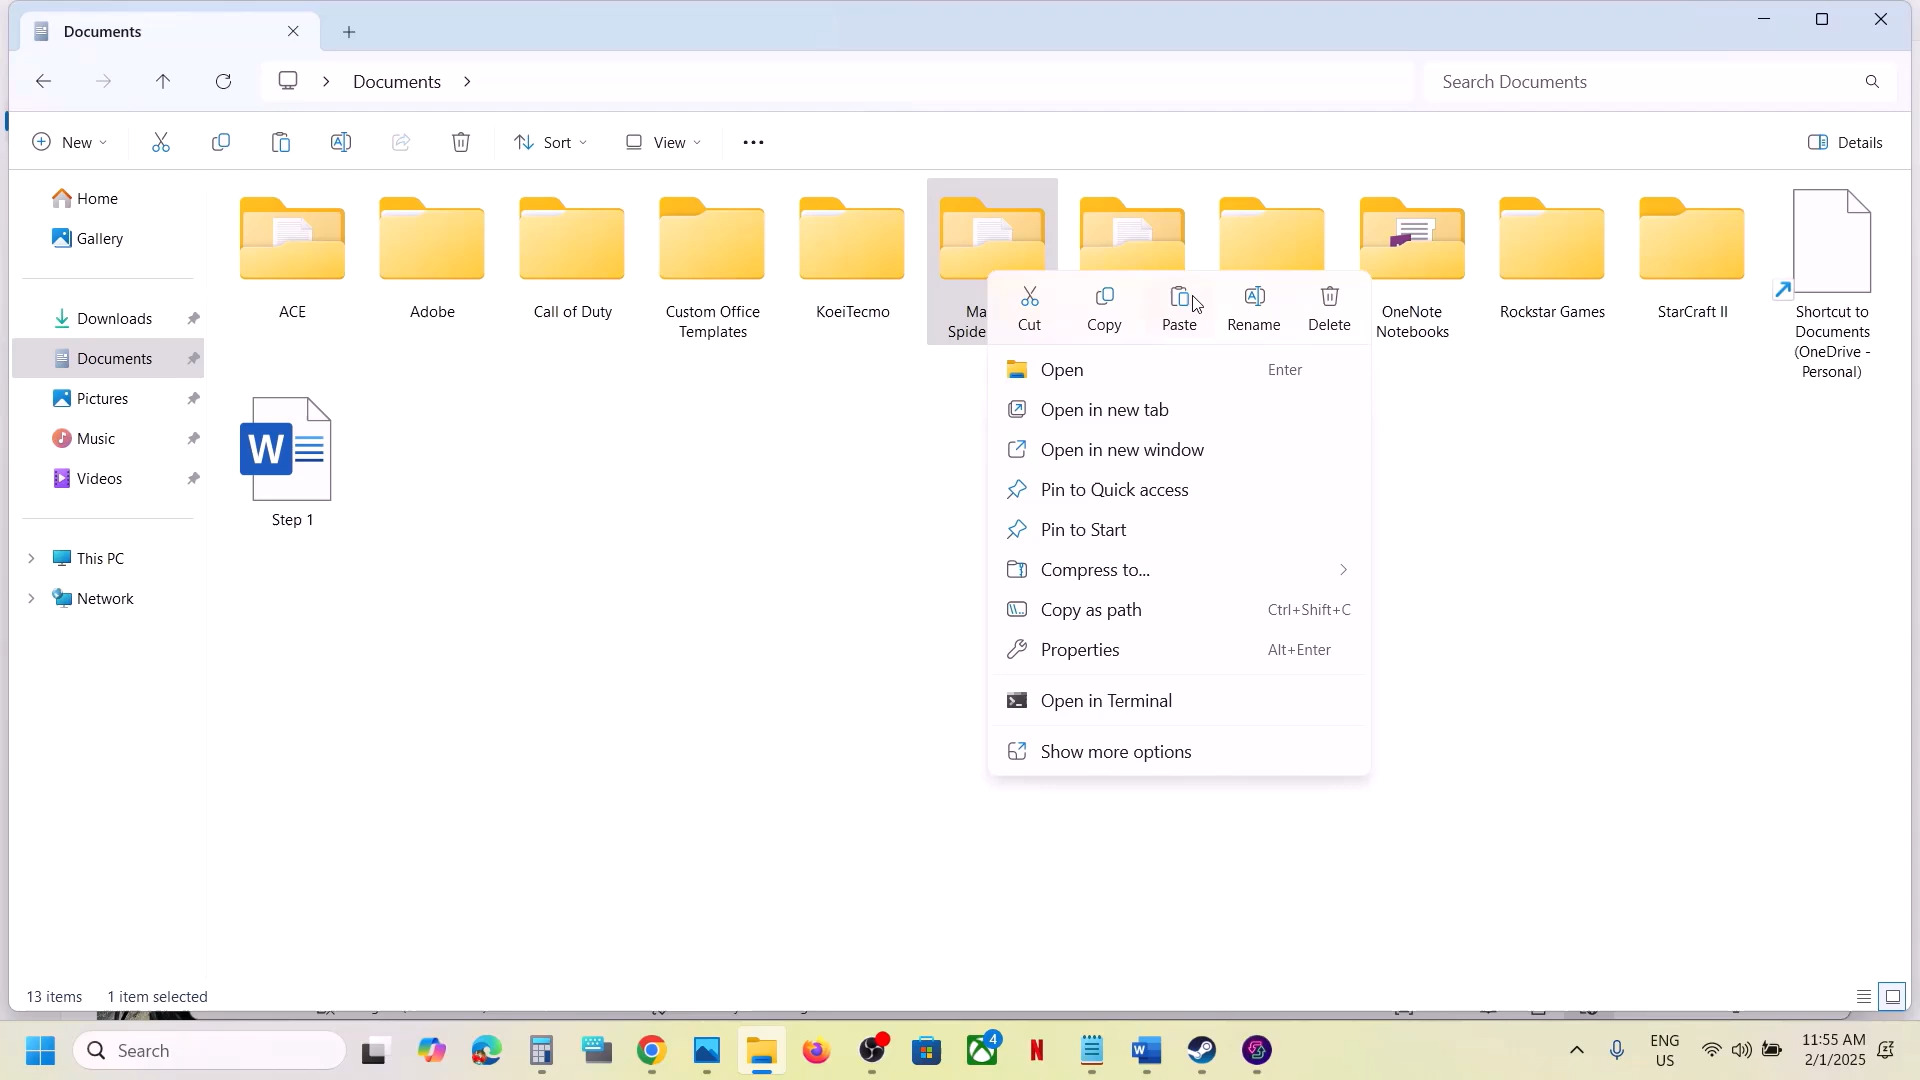 Documents
Documents
Search Documents
New
Sort
View
Details
Home
Gallery
Downloads
Documents
Pictures
Music
Videos
This PC
Network
ACE
Adobe
Call of Duty
Custom Office
Templates
KoeiTecmo
Ma
Spide
OneNote
Notebooks
Rockstar Games
StarCraft II
Shortcut to
Documents
(OneDrive -
Personal)
W
Step 1
Cut
Copy
Paste
Rename
Delete
Open Enter
Open in new tab
Open in new window
Pin to Quick access
Pin to Start
Compress to...
Copy as path Ctrl+Shift+C
Properties Alt+Enter
Open in Terminal
Show more options
13 items 1 item selected
Search
4
N
W
ENG
US
11:55 AM
2/1/2025